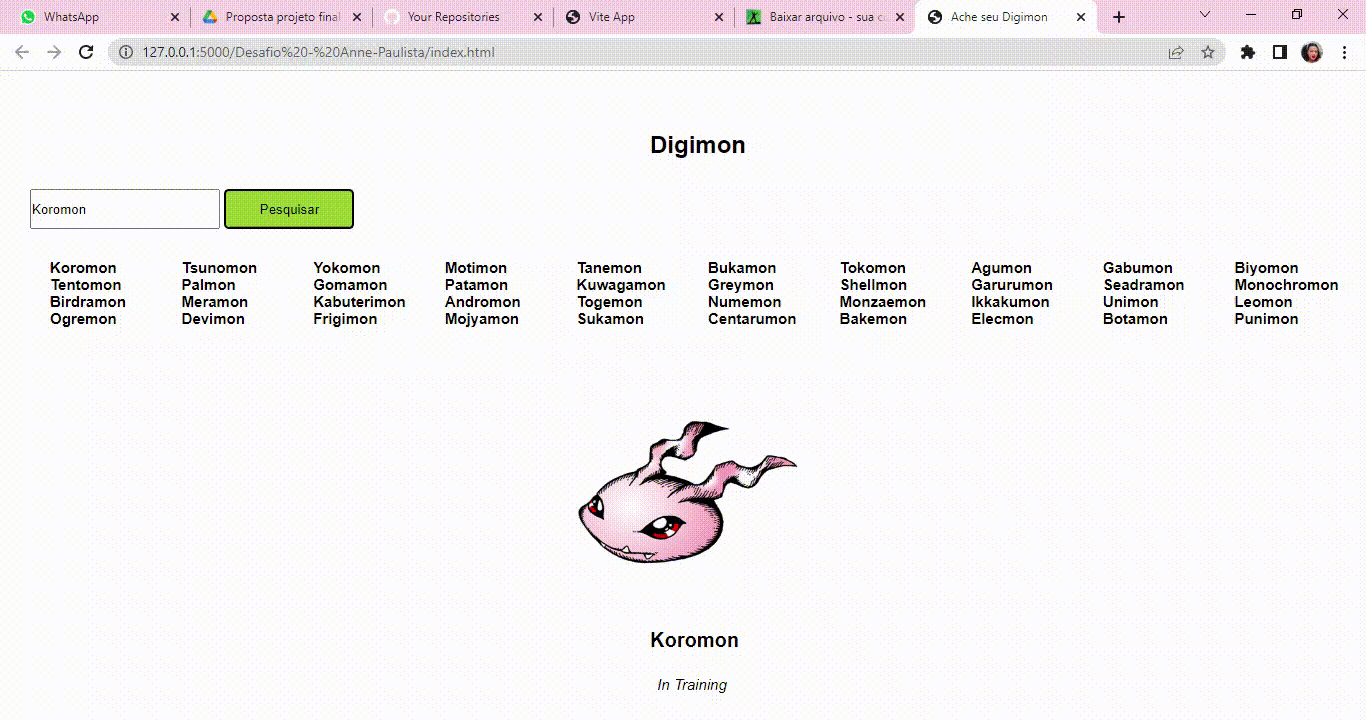 WhatsApp
Proposta projeto final
Your Repositories
Vite App
Baixar arquivo - sua c
Ache seu Digimon
127.0.0.1:5000/Desafio%20-%20Anne-Paulista/index.html
Digimon
Koromon Pesquisar
Koromon Tsunomon Yokomon Motimon Tanemon Bukamon Tokomon Agumon Gabumon Biyomon
Tentomon Palmon Gomamon Patamon Kuwagamon Greymon Shellmon Garurumon Seadramon Monochromon
Birdramon Meramon Kabuterimon Andromon Togemon Numemon Monzaemon Ikkakumon Unimon Leomon
Ogremon Devimon Frigimon Mojyamon Sukamon Centarumon Bakemon Elecmon Botamon Punimon
Koromon
In Training